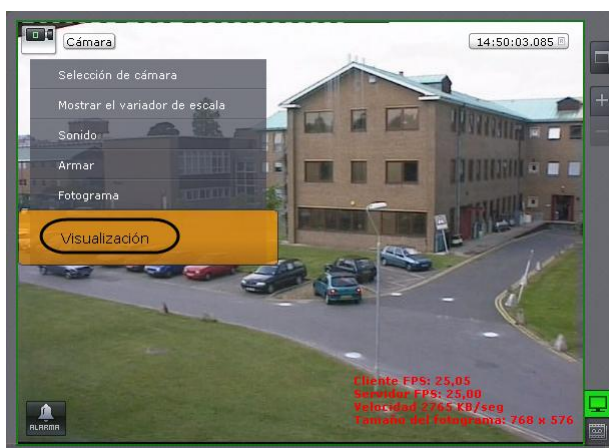 Cámara
14:50:03.085
Selección de cámara
Mostrar el variador de escala
Sonido
Armar
Fotograma
Visualización
Cliente FPS: 25,05
Servidor FPS: 25,00
Velocidad 2765 KB/seg
Tamaño del fotograma: 768 x 576
ALARMA